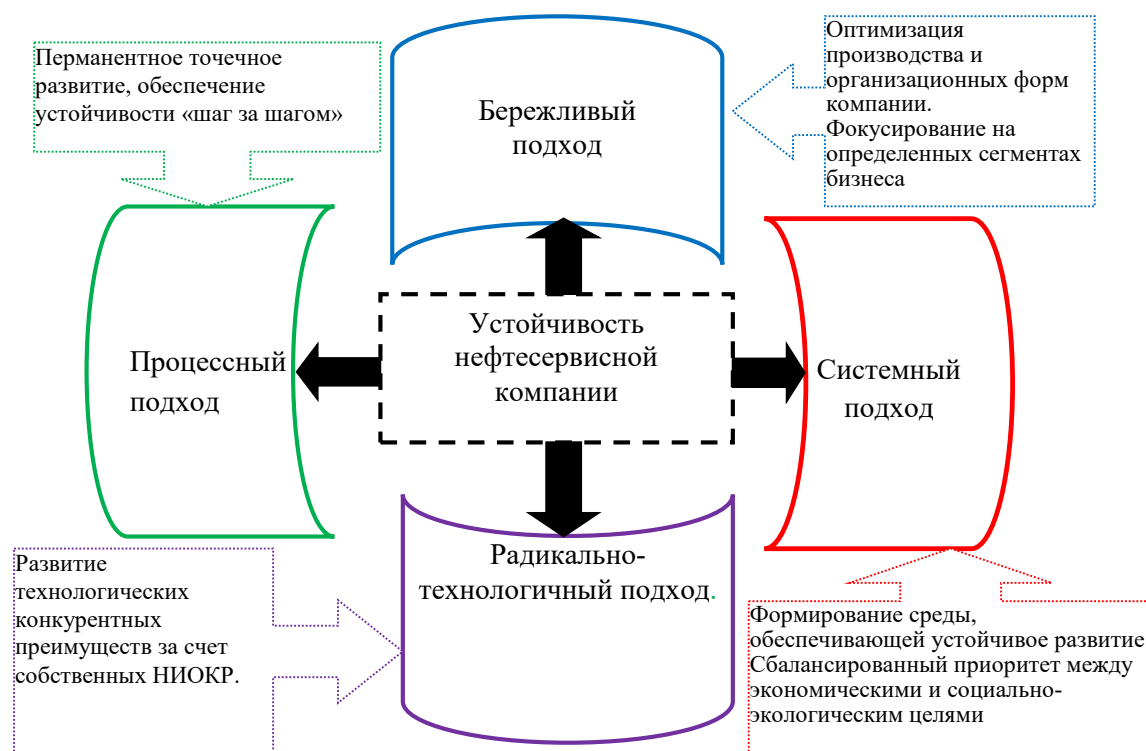 Перманентное точечное
развитие, обеспечение
устойчивости «шаг за шагом»
Бережливый
подход
Оптимизация
производства и
организационных форм
компании.
Фокусирование на
определенных сегментах
бизнеса
Процессный
подход
Устойчивость
нефтесервисной
компании
Системный
подход
Развитие
технологических
конкурентных
преимуществ за счет
собственных НИОКР.
Радикально-
технологичный подход.
Формирование среды,
обеспечивающей устойчивое развитие
Сбалансированный приоритет между
экономическими и социально-
экологическим целями